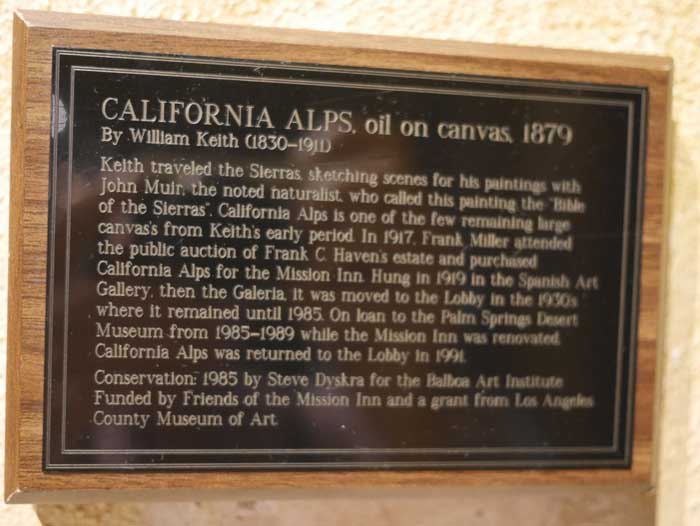 CALIFORNIA ALPS, oil on canvas, 1879
By William Keith (1830-1911)
Keith traveled the Sierras, sketching scenes for his paintings with
John Muir, the noted naturalist, who called this painting the "Bible
of the Sierras". California Alps is one of the few remaining large
canvas's from Keith's early period. In 1917, Frank Miller attended
the public auction of Frank C. Haven's estate and purchased
California Alps for the Mission Inn. Hung in 1919 in the Spanish Art
Gallery, then the Galeria, it was moved to the Lobby in the 1930's
where it remained until 1985. On loan to the Palm Springs Desert
Museum from 1985-1989 while the Mission Inn was renovated.
California Alps was returned to the Lobby in 1991.
Conservation: 1985 by Steve Dyskra for the Balboa Art Institute
Funded by Friends of the Mission Inn and a grant from Los Angeles
County Museum of Art.